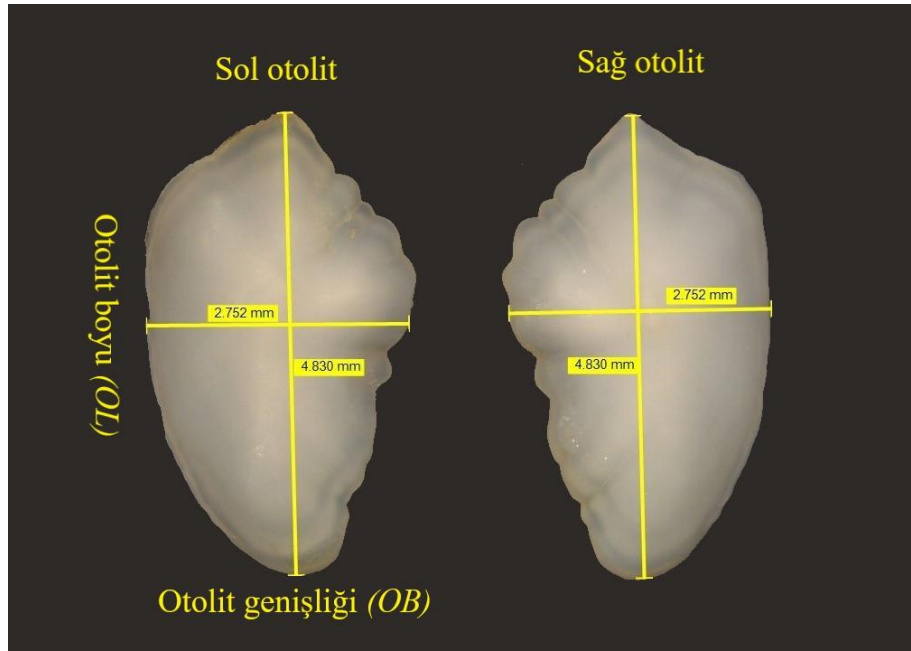 Sol otolit
Sağ otolit
Otolit boyu (OL)
2.752 mm
2.752 mm
4.830 mm
4.830 mm
Otolit genişliği (OB)